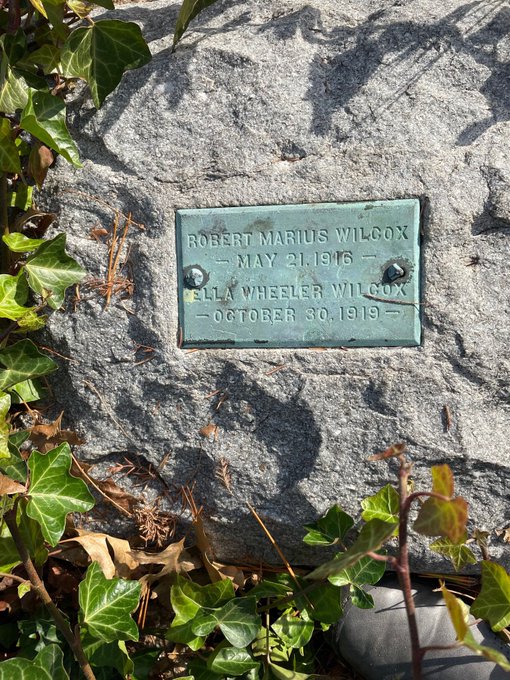 ROBERT MARIUS WILCOX
— MAY 21. 1916 —
ELLA WHEELER WILCOX
— OCTOBER 30. 1919 —